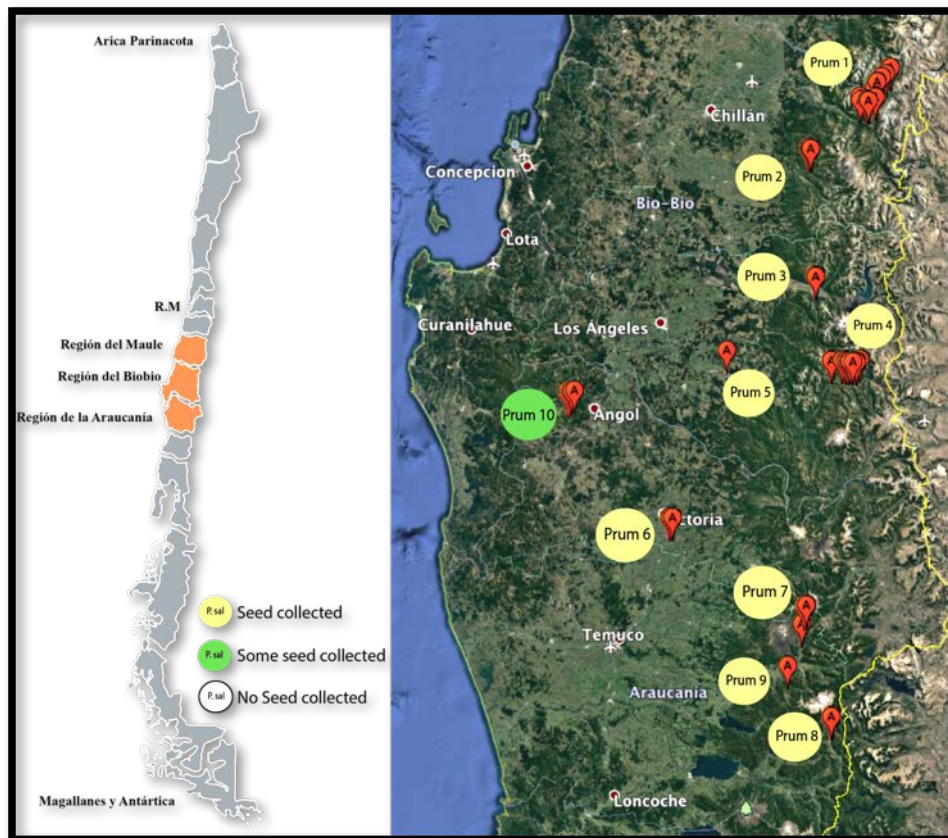 Arica Parinacota
R.M
Región del Maule
Región del Biobio
Región de la Araucanía
Magallanes y Antártica
P. sal Seed collected
P. sal Some seed collected
P. sal No Seed collected
Prum 1
A
Chillán
A
Concepcion
Prum 2
Bio-Bio
Lota
Prum 3
A
Curanilahue
Los Angeles
Prum 4
A
A
A
Prum 5
A
Prum 10
Angol
A
ctoria
Prum 6
Prum 7
A
A
Temuco
A
Prum 9
Araucania
A
Prum 8
Loncoche